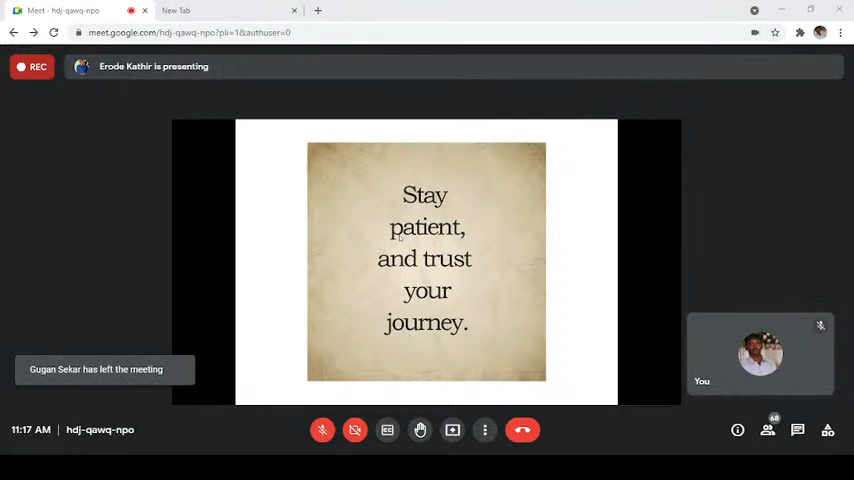 Meet - hdj-qawq-npo
New Tab
meet.google.com/hdj-qawq-npo?pli=1&authuser=0
REC
Erode Kathir is presenting
Stay
patient,
and trust
your
journey.
Gugan Sekar has left the meeting
You
11:17 AM | hdj-qawq-npo
CC
68